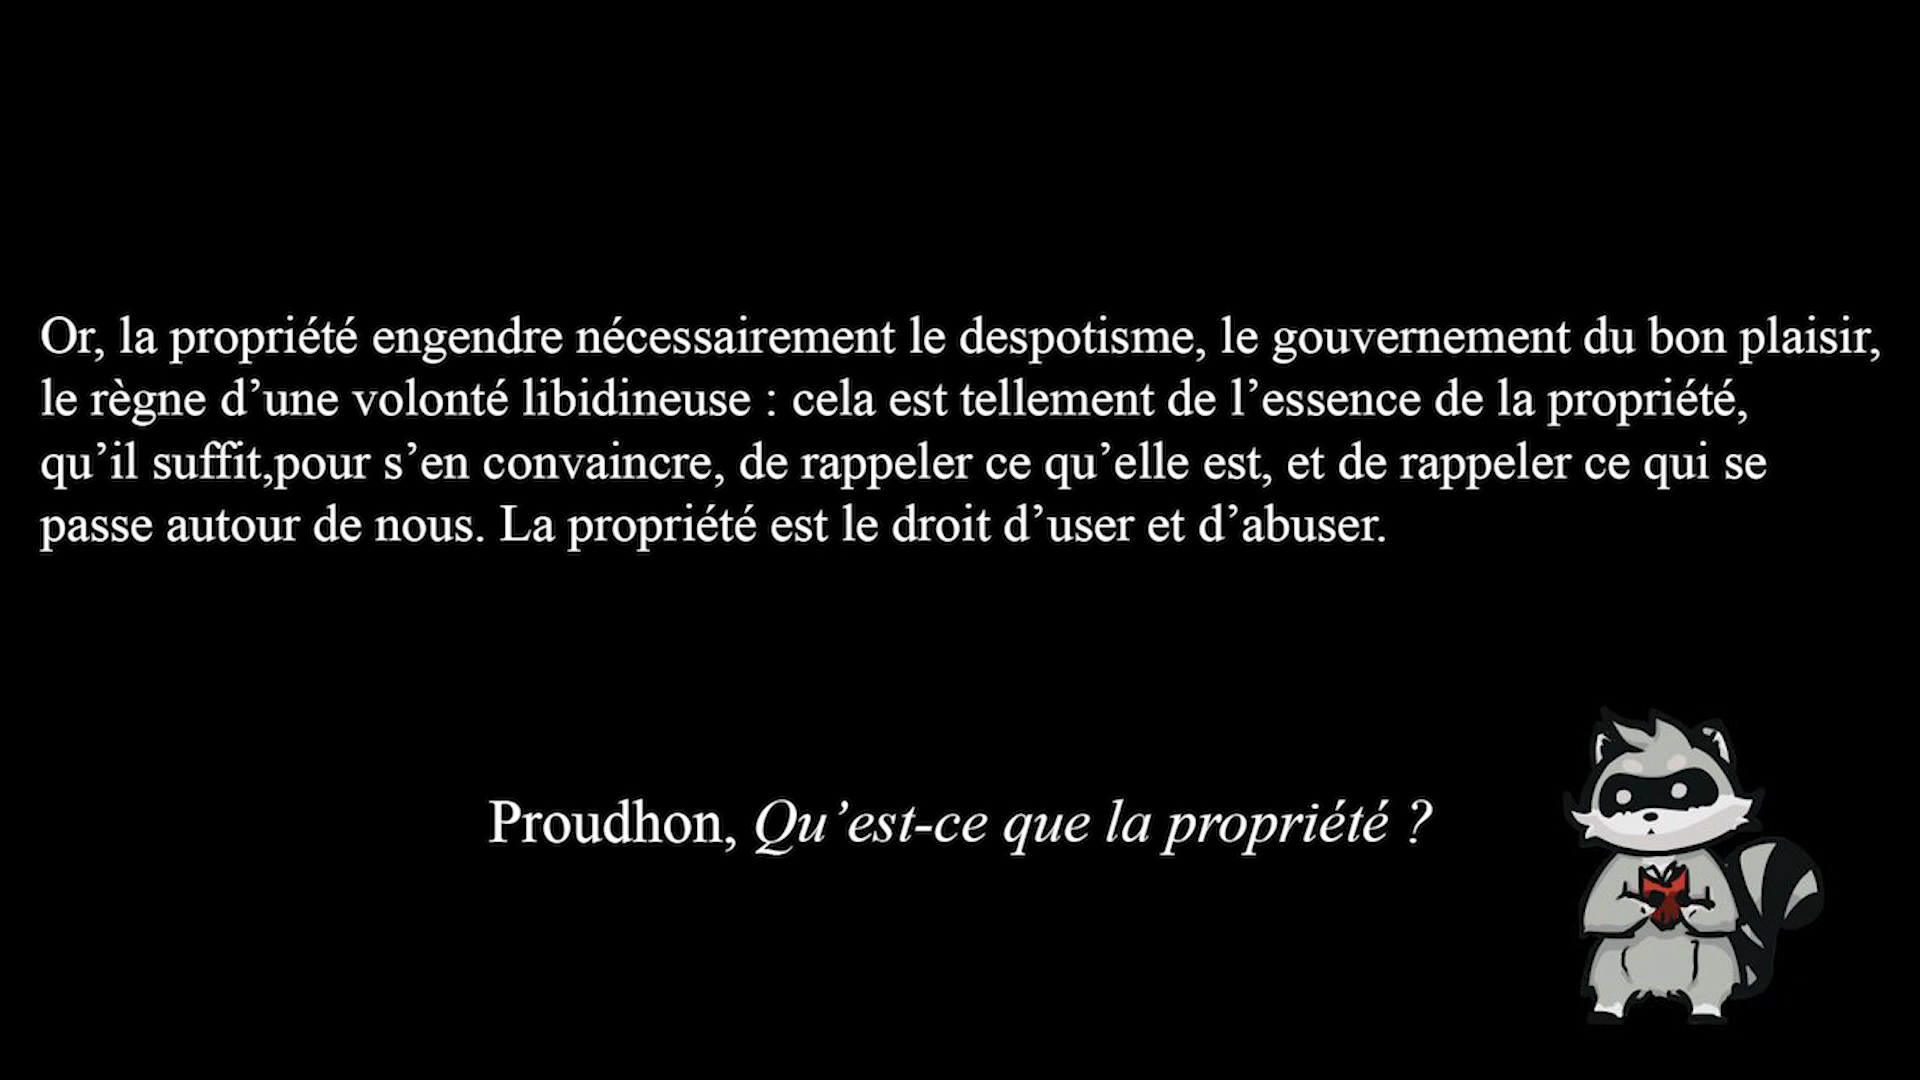 Or, la propriété engendre nécessairement le despotisme, le gouvernement du bon plaisir,
le règne d’une volonté libidineuse : cela est tellement de l’essence de la propriété,
qu’il suffit,pour s’en convaincre, de rappeler ce qu’elle est, et de rappeler ce qui se
passe autour de nous. La propriété est le droit d’user et d’abuser.
Proudhon, Qu’est-ce que la propriété ?